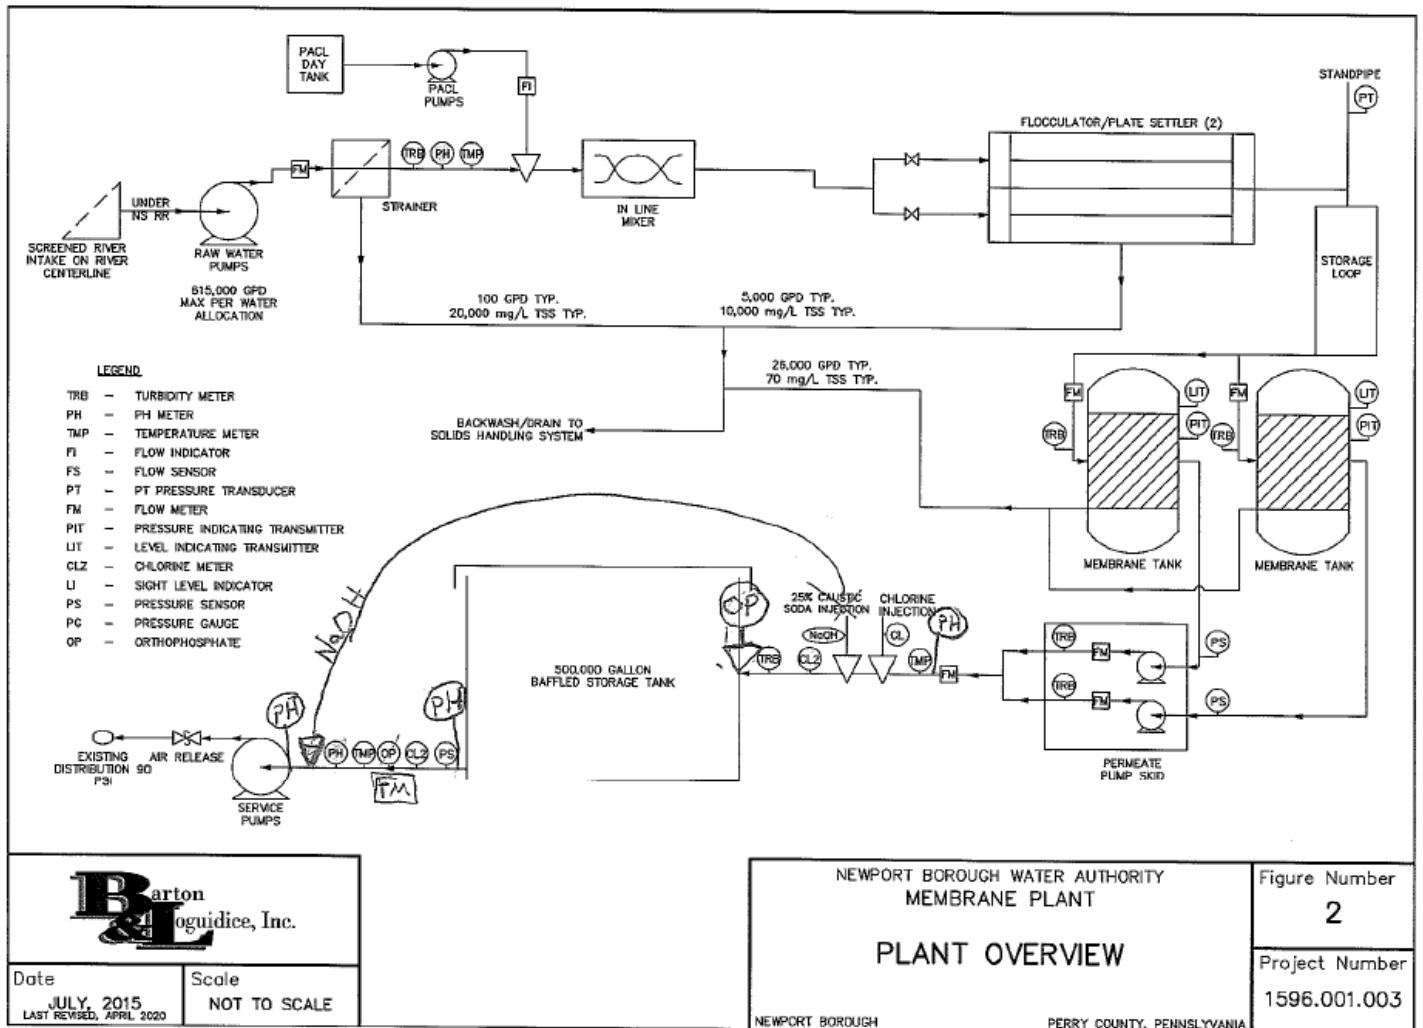 PACL
DAY
TANK
PACL
PUMPS
FI
STANDPIPE
PT
FLOCCULATOR/PLATE SETTLER (2)
FM
TRB
PH
TMP
STRAINER
IN LINE
MIXER
UNDER
NS RR
SCREENED RIVER
INTAKE ON RIVER
CENTERLINE
RAW WATER
PUMPS
615,000 GPD
MAX PER WATER
ALLOCATION
STORAGE
LOOP
100 GPD TYP.
20,000 mg/L TSS TYP.
5,000 GPD TYP.
10,000 mg/L TSS TYP.
25,000 GPD TYP.
70 mg/L TSS TYP.
BACKWASH/DRAIN TO
SOLIDS HANDLING SYSTEM
FM
LIT
PIT
TRB
FM
LIT
PIT
TRB
MEMBRANE TANK
MEMBRANE TANK
LEGEND
TRB – TURBIDITY METER
PH – PH METER
TMP – TEMPERATURE METER
FI – FLOW INDICATOR
FS – FLOW SENSOR
PT – PT PRESSURE TRANSDUCER
FM – FLOW METER
PIT – PRESSURE INDICATING TRANSMITTER
LIT – LEVEL INDICATING TRANSMITTER
CLZ – CHLORINE METER
LI – SIGHT LEVEL INDICATOR
PS – PRESSURE SENSOR
PG – PRESSURE GAUGE
OP – ORTHOPHOSPHATE
NaOH
OP
25% CAUSTIC
SODA INJECTION
CHLORINE
INJECTION
NaOH
CL
PH
TRB
CL2
TMP
FM
TRB
FM
PS
TRB
FM
PS
PERMEATE
PUMP SKID
500,000 GALLON
BAFFLED STORAGE TANK
PH
PH
PH
TMP
OP
CL2
PS
FM
EXISTING
DISTRIBUTION 90
PSI
AIR RELEASE
SERVICE
PUMPS
Barton
& Loguidice, Inc.
Date
JULY, 2015
LAST REVISED, APRIL 2020
Scale
NOT TO SCALE
NEWPORT BOROUGH WATER AUTHORITY
MEMBRANE PLANT
PLANT OVERVIEW
NEWPORT BOROUGH
PERRY COUNTY, PENNSYLVANIA
Figure Number
2
Project Number
1596.001.003